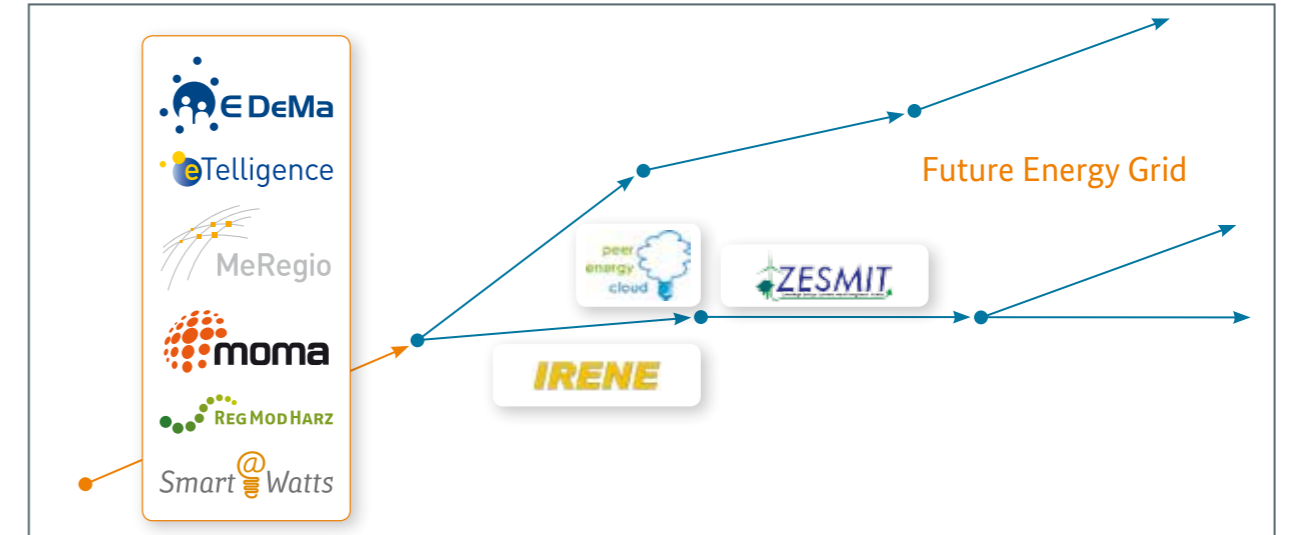 E DeMa
eTelligence
MeRegio
moma
REGMODHARZ
Smart@Watts
Future Energy Grid
peer
energy
cloud
ZESMIT
IRENE